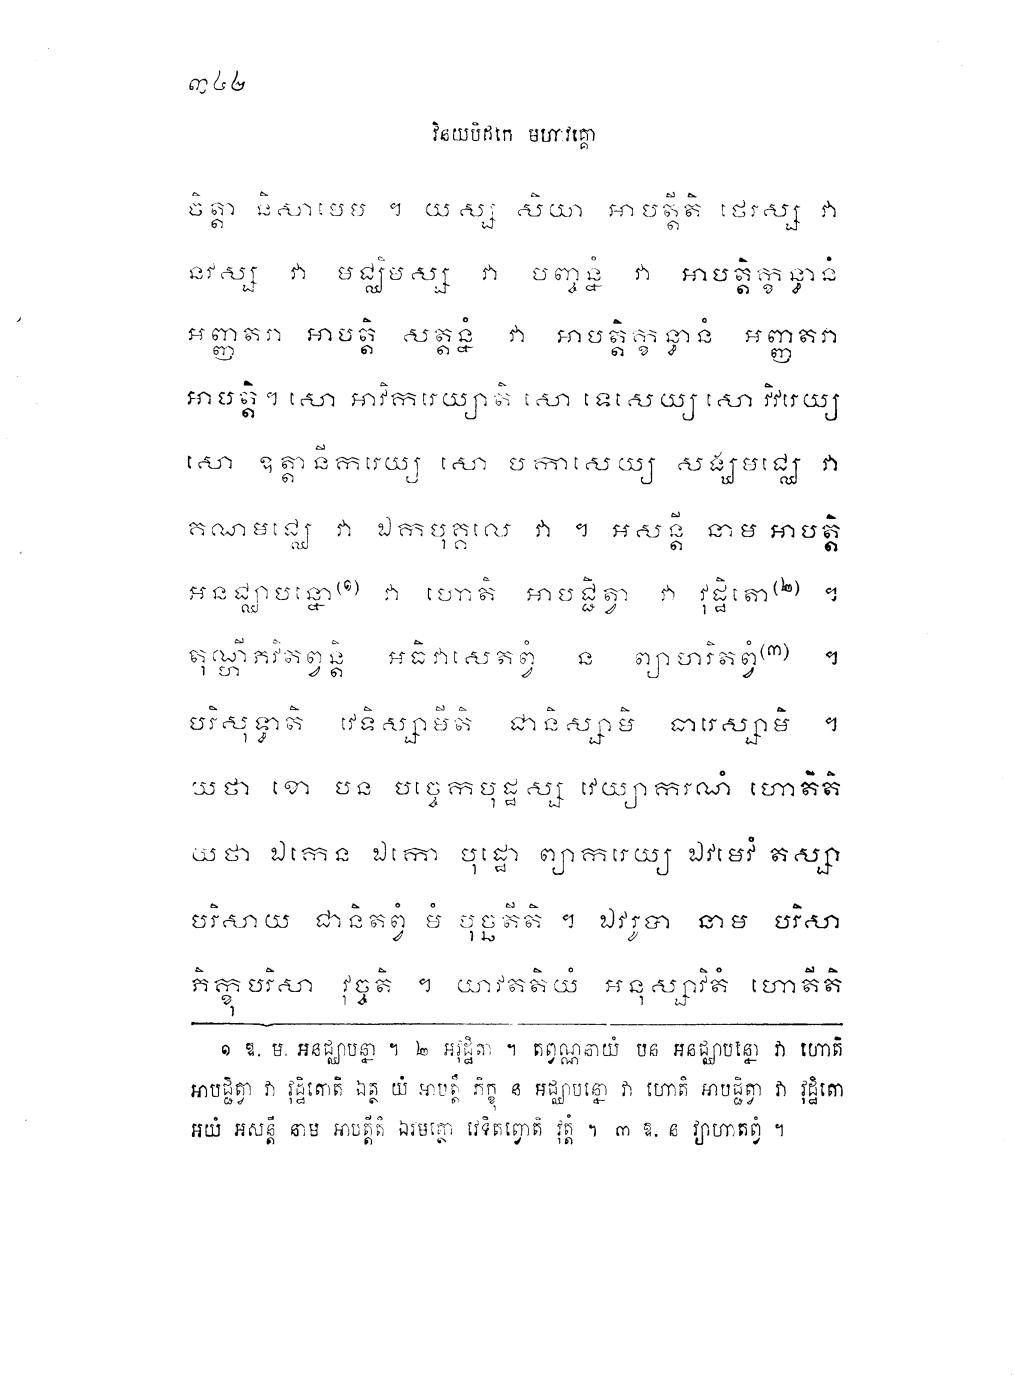 ៣៤២
វិនយបិដកេ មហាវគ្គោ
ចិត្តា និសាមេម ។ យស្ស សិយា អាបត្តីតិ ថេរស្ស វា
នវស្ស វា មជ្ឈិមស្ស វា បញ្ចន្នំ វា អាបត្តិក្ខន្ធានំ
អញ្ញតរា អាបត្តិ សត្តន្នំ វា អាបត្តិក្ខន្ធានំ អញ្ញតរា
អាបត្តិ ។ សោ អាវិករេយ្យាតិ សោ ទេសេយ្យ សោ វិវរេយ្យ
សោ ឧត្តានីករេយ្យ សោ បកាសេយ្យ សង្ឃមជ្ឈេ វា
គណមជ្ឈេ វា ឯកបុគ្គលេ វា ។ អសន្តី នាម អាបត្តិ
អនជ្ឈាបន្នោ(១) វា ហោតិ អាបជ្ជិត្វា វា វុដ្ឋិតោ(២) ។
តុណ្ហីភវិតព្វន្តិ អធិវាសេតព្វំ ន ព្យាហរិតព្វំ(៣) ។
បរិសុទ្ធាតិ វេទិស្សាមីតិ ជានិស្សាមិ ធារេស្សាមិ ។
យថា ខោ បន បច្ចេកបុដ្ឋស្ស វេយ្យាករណំ ហោតីតិ
យថា ឯកេន ឯកោ បុដ្ឋោ ព្យាករេយ្យ ឯវមេវំ តស្សា
បរិសាយ ជានិតព្វំ មំ បុច្ឆតីតិ ។ ឯវរូបា នាម បរិសា
ភិក្ខុបរិសា វុច្ចតិ ។ យាវតតិយំ អនុស្សាវិតំ ហោតីតិ
១ ឱ. ម. អនជ្ឈាបន្នា ។ ២ អវុដ្ឋិតា ។ តព្វណ្ណនាយំ បន អនជ្ឈាបន្នោ វា ហោតិ
អាបជ្ជិត្វា វា វុដ្ឋិតោតិ ឯត្ថ យំ អាបត្តឹ ភិក្ខុ ន អជ្ឈាបន្នោ វា ហោតិ អាបជ្ជិត្វា វា វុដ្ឋិតោ
អយំ អសន្តី នាម អាបត្តីតិ ឯវមត្ថោ វេទិតព្វោតិ វុត្តំ ។ ៣ ឱ. ន វ្យាហាតព្វំ ។